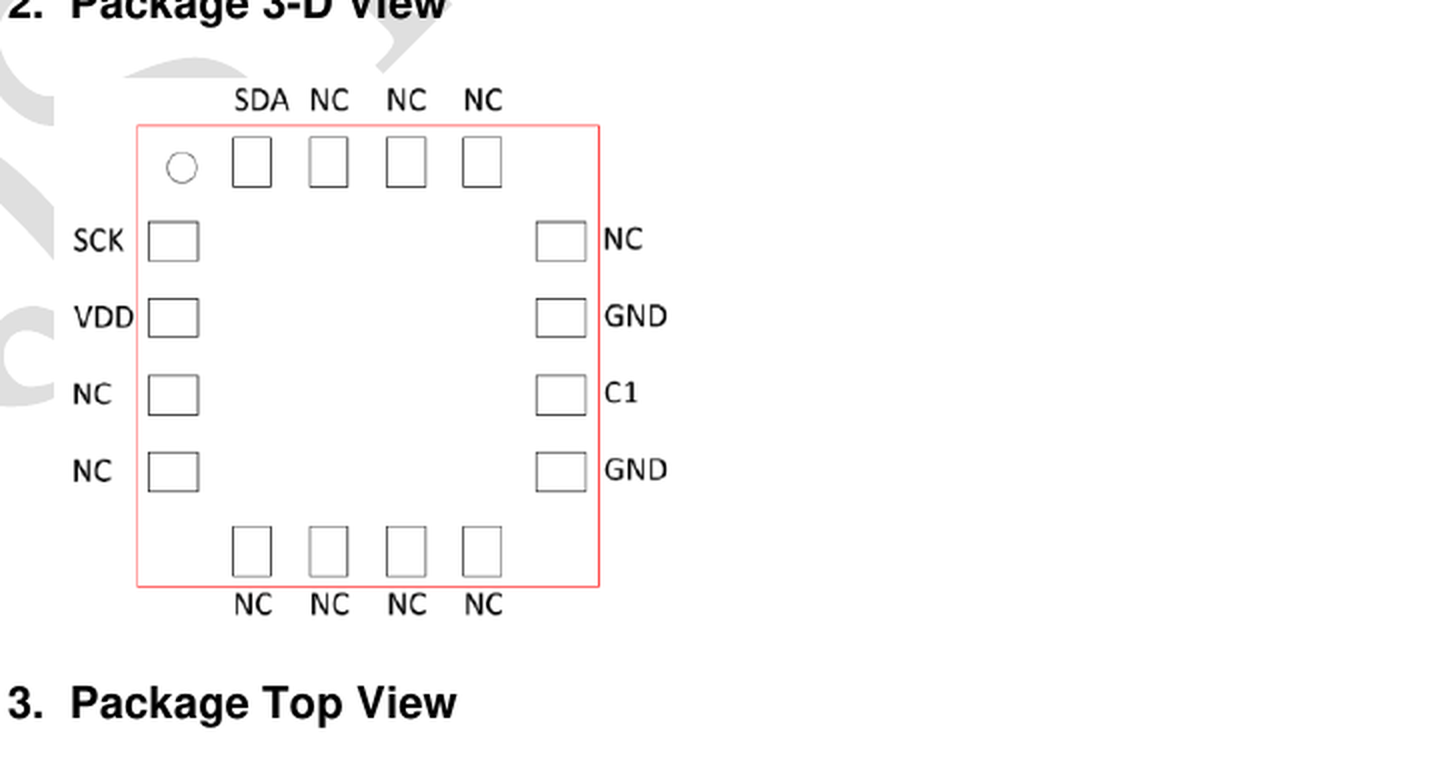 2. Package 3-D View
SDA NC NC NC
SCK NC
VDD GND
NC C1
NC GND
NC NC NC NC
3. Package Top View